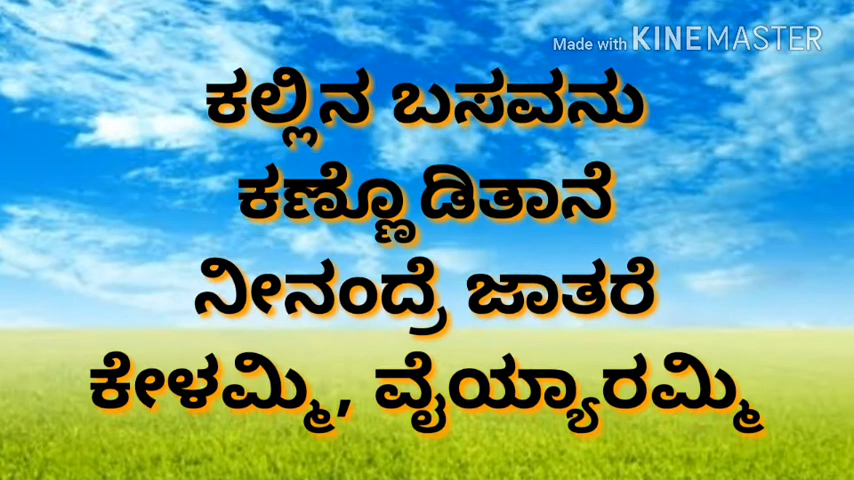 Made with KINEMASTER
ಕಲ್ಲಿನ ಬಸವನು
ಕಣ್ಣೊಡಿತಾನೆ
ನೀನಂದ್ರೆ ಜಾತರೆ
ಕೇಳಮ್ಮಿ, ವೈಯ್ಯಾರಮ್ಮಿ